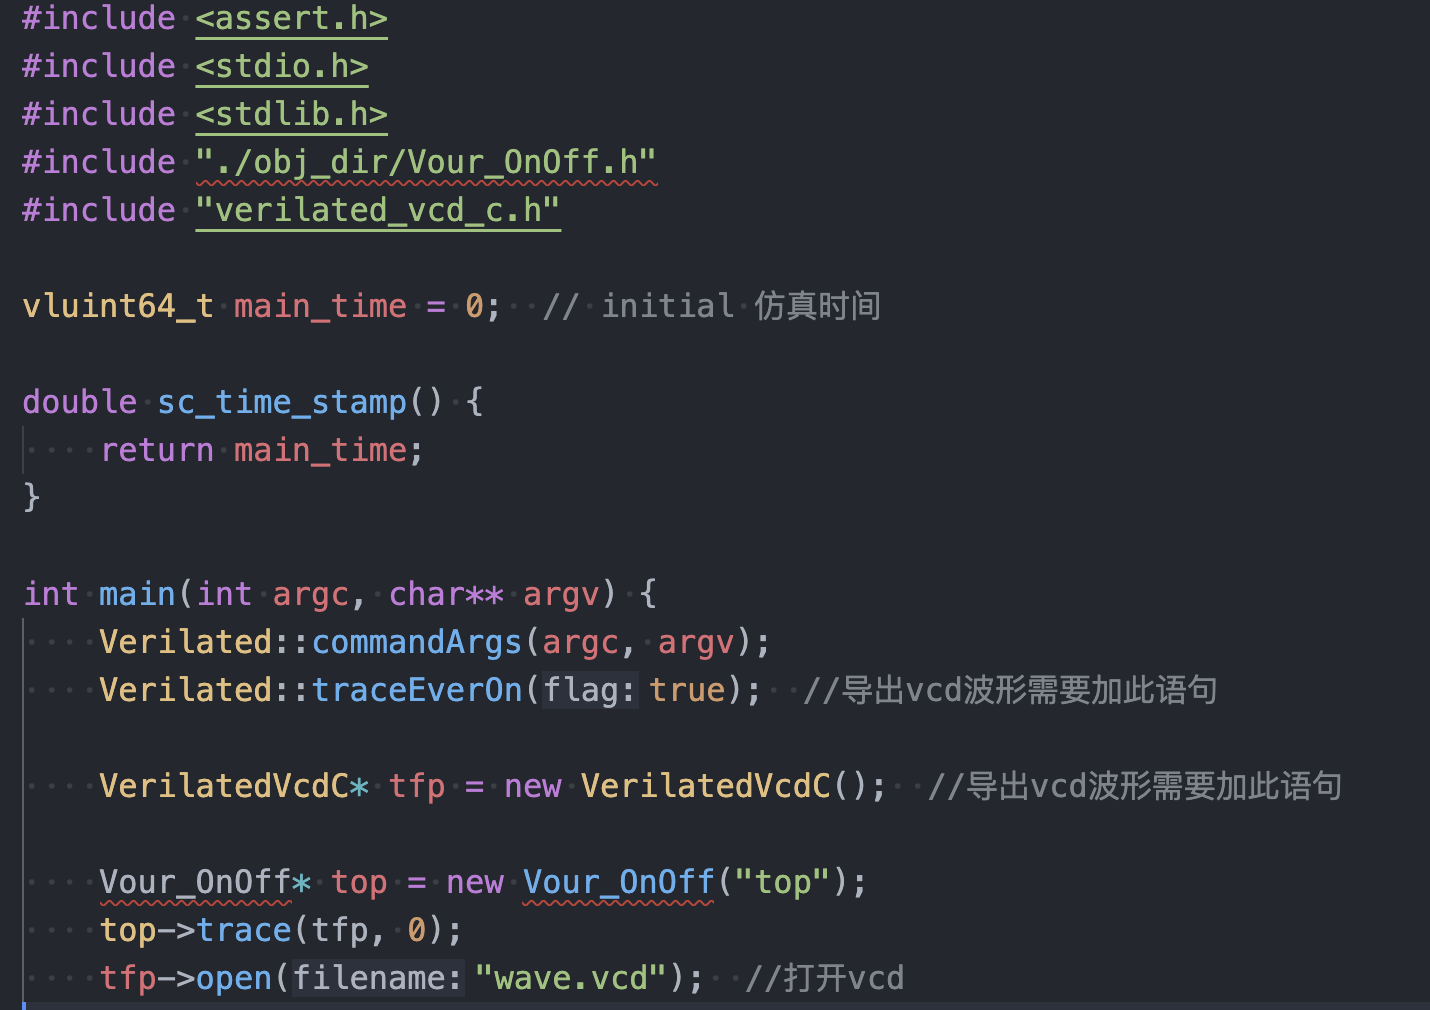 #include <assert.h>
#include <stdio.h>
#include <stdlib.h>
#include "./obj_dir/Vour_OnOff.h"
#include "verilated_vcd_c.h"
vluint64_t main_time = 0;  // initial 仿真时间
double sc_time_stamp() {
    return main_time;
}
int main(int argc, char** argv) {
    Verilated::commandArgs(argc, argv);
    Verilated::traceEverOn(flag: true);  //导出vcd波形需要加此语句
    VerilatedVcdC* tfp = new VerilatedVcdC();  //导出vcd波形需要加此语句
    Vour_OnOff* top = new Vour_OnOff("top");
    top->trace(tfp, 0);
    tfp->open(filename: "wave.vcd");  //打开vcd